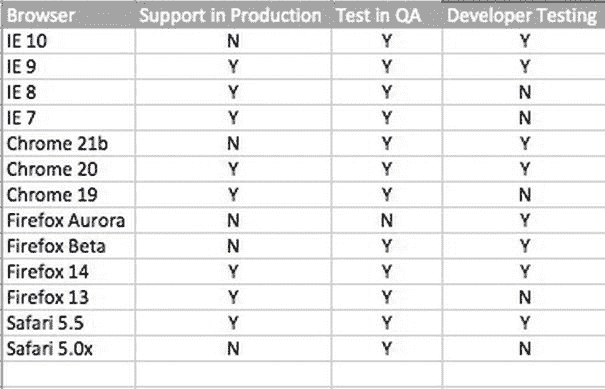 Browser Support in Production Test in QA Developer Testing
IE 10 N Y Y
IE 9 Y Y Y
IE 8 Y Y N
IE 7 Y Y N
Chrome 21b N Y Y
Chrome 20 Y Y Y
Chrome 19 Y Y N
Firefox Aurora N N Y
Firefox Beta N Y Y
Firefox 14 Y Y Y
Firefox 13 Y Y N
Safari 5.5 Y Y Y
Safari 5.0x N Y N